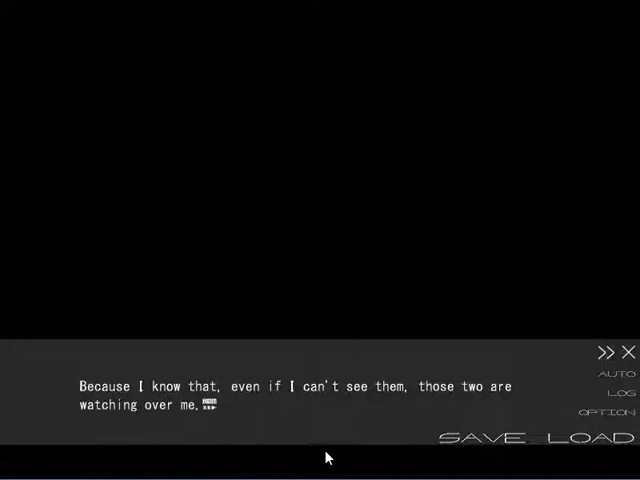 >> X
AUTO
LOG
OPTION
Because I know that, even if I can't see them, those two are
watching over me.
SAVE LOAD